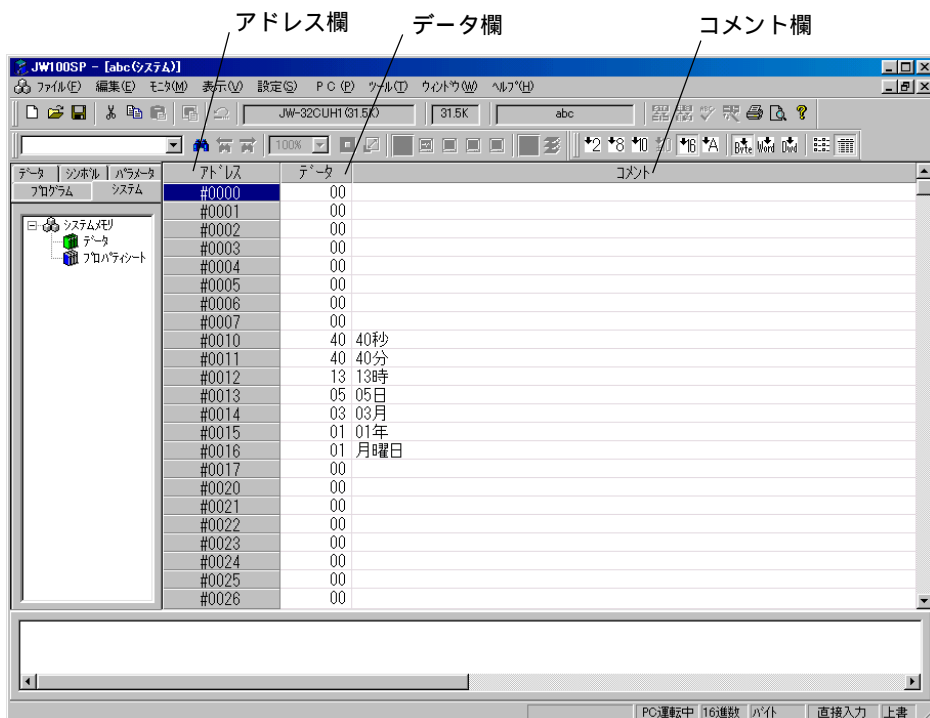 アドレス欄 データ欄 コメント欄
JW100SP - [abc(システム)]
ファイル(F) 編集(E) モニタ(M) 表示(V) 設定(S) PC(P) ツール(T) ウィンドウ(W) ヘルプ(H)
JW-32CUH1(31.5K) 31.5K abc
100% 2 8 10 16 A Byte Word Dwd
データ シンボル パラメータ
プログラム システム
システムメモリ
データ
プロパティシート
アドレス データ コメント
#0000 00
#0001 00
#0002 00
#0003 00
#0004 00
#0005 00
#0006 00
#0007 00
#0010 40 40秒
#0011 40 40分
#0012 13 13時
#0013 05 05日
#0014 03 03月
#0015 01 01年
#0016 01 月曜日
#0017 00
#0020 00
#0021 00
#0022 00
#0023 00
#0024 00
#0025 00
#0026 00
PC運転中 16進数 バイト 直接入力 上書